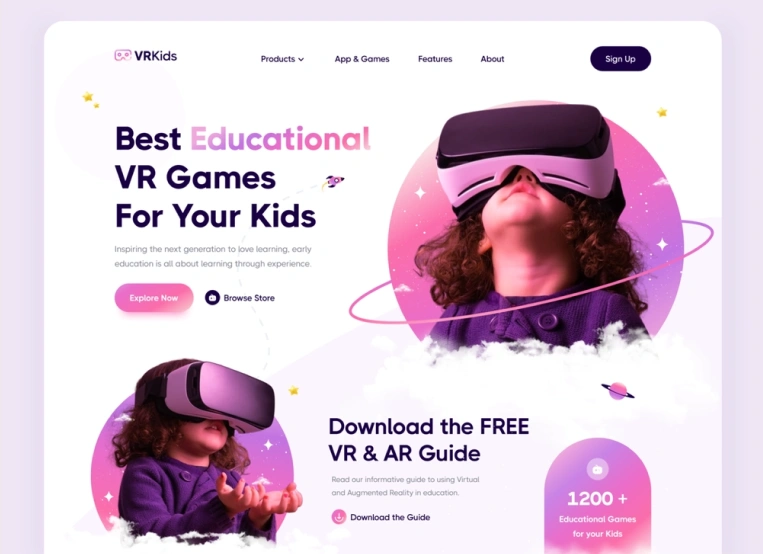 VRKids
Products
App & Games
Features
About
Sign Up
Best Educational
VR Games
For Your Kids
Inspiring the next generation to love learning, early
education is all about learning through experience.
Explore Now
Browse Store
Download the FREE
VR & AR Guide
Read our informative guide to using Virtual
and Augmented Reality in education.
Download the Guide
1200 +
Educational Games
for your Kids